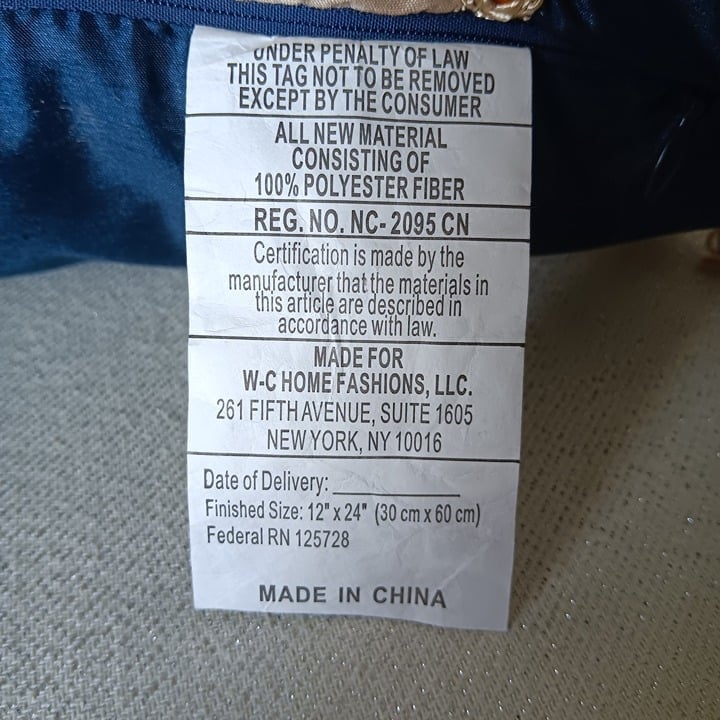 UNDER PENALTY OF LAW
THIS TAG NOT TO BE REMOVED
EXCEPT BY THE CONSUMER
ALL NEW MATERIAL
CONSISTING OF
100% POLYESTER FIBER
REG. NO. NC- 2095 CN
Certification is made by the
manufacturer that the materials in
this article are described in
accordance with law.
MADE FOR
W-C HOME FASHIONS, LLC.
261 FIFTH AVENUE, SUITE 1605
NEW YORK, NY 10016
Date of Delivery:
Finished Size: 12" x 24" (30 cm x 60 cm)
Federal RN 125728
MADE IN CHINA